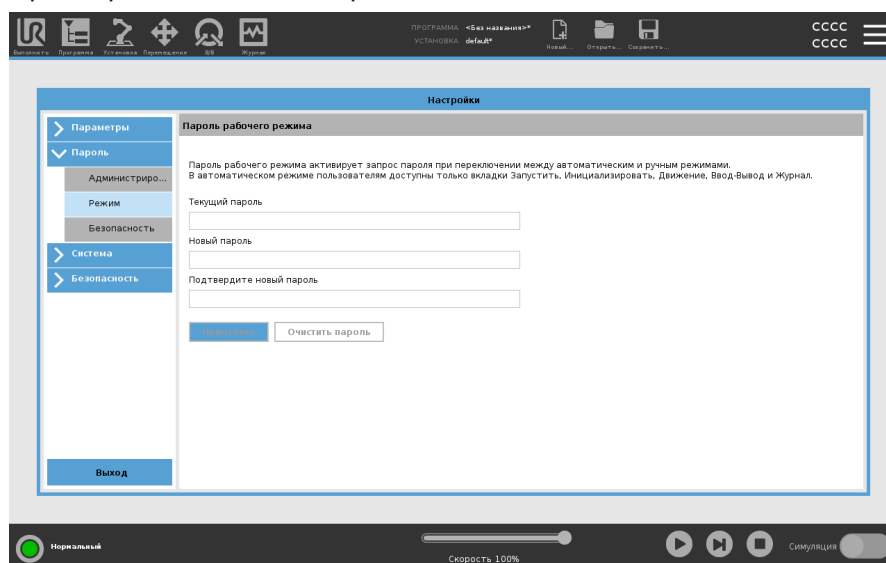 ПРОГРАММА <Без названия>*
УСТАНОВКА default*
Выполнить Программа Установка Перемещение В/В Журнал
Новый... Открыть... Сохранить...
cccc
cccc
Настройки
Параметры
Пароль
Администриро...
Режим
Безопасность
Система
Безопасность
Выход
Пароль рабочего режима
Пароль рабочего режима активирует запрос пароля при переключении между автоматическим и ручным режимами.
В автоматическом режиме пользователям доступны только вкладки Запустить, Инициализировать, Движение, Ввод-Вывод и Журнал.
Текущий пароль
Новый пароль
Подтвердите новый пароль
Применить
Очистить пароль
Нормальный
Скорость 100%
Симуляция